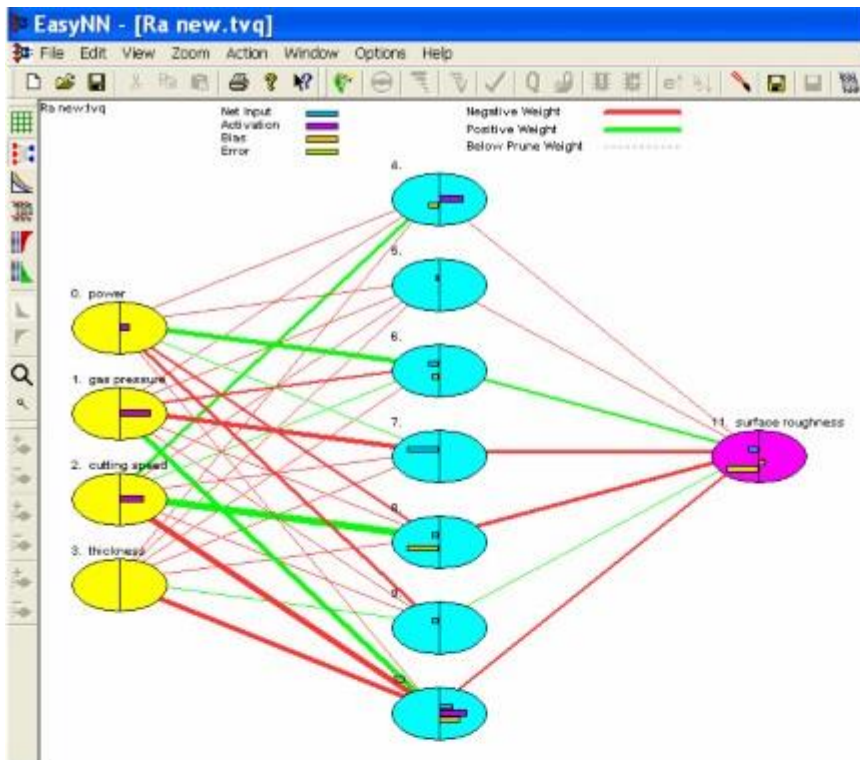 EasyNN - [Ra new.tvq]
File Edit View Zoom Action Window Options Help
Ra new.tvq
Net Input
Activation
Bias
Error
Negative Weight
Positive Weight
Below Prune Weight
4.
5.
0. power
6.
1. gas pressure
7.
11. surface roughness
2. cutting speed
8.
3. thickness
9.